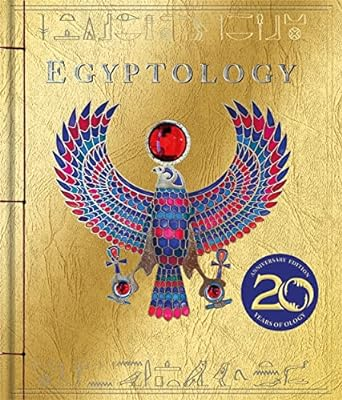 EGYPTOLOGY
ANNIVERSARY EDITION
20
YEARS OF OLOGY